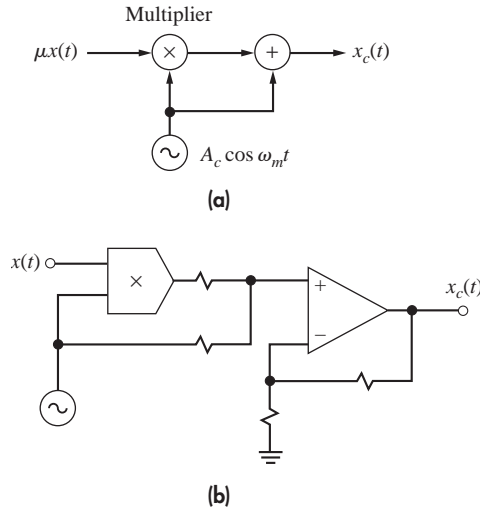 Multiplier
μx(t) × + x_c(t)
A_c cos ω_m t
(a)
x(t) × + x_c(t)
−
(b)